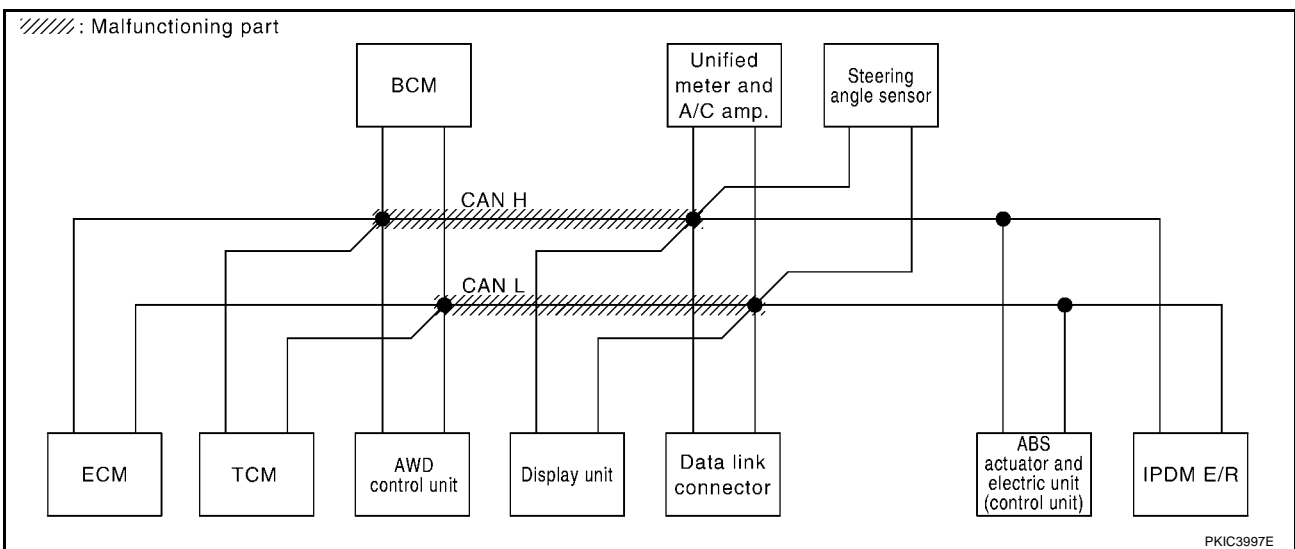 : Malfunctioning part
BCM
Unified
meter and
A/C amp.
Steering
angle sensor
CAN H
CAN L
ECM
TCM
AWD
control unit
Display unit
Data link
connector
ABS
actuator and
electric unit
(control unit)
IPDM E/R
PKIC3997E